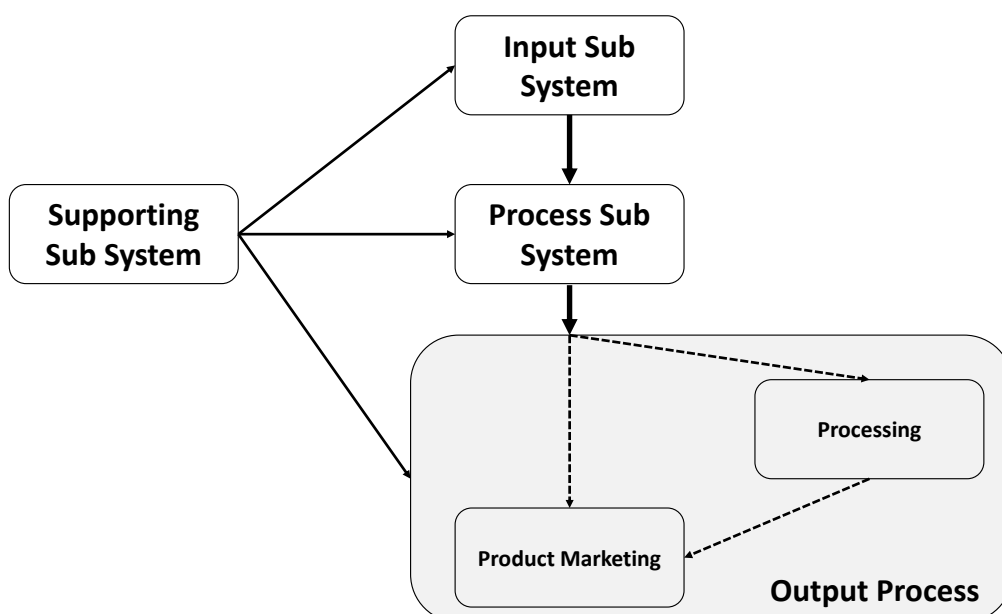 Input Sub
System
Supporting
Sub System
Process Sub
System
Processing
Product Marketing
Output Process